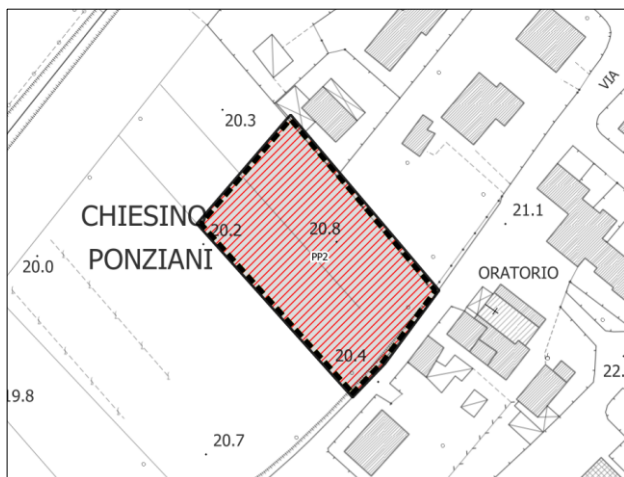 VIA
20.3
CHIESINO
PONZIANI
20.2
20.8
PP2
21.1
ORATORIO
20.0
20.4
19.8
22.
20.7